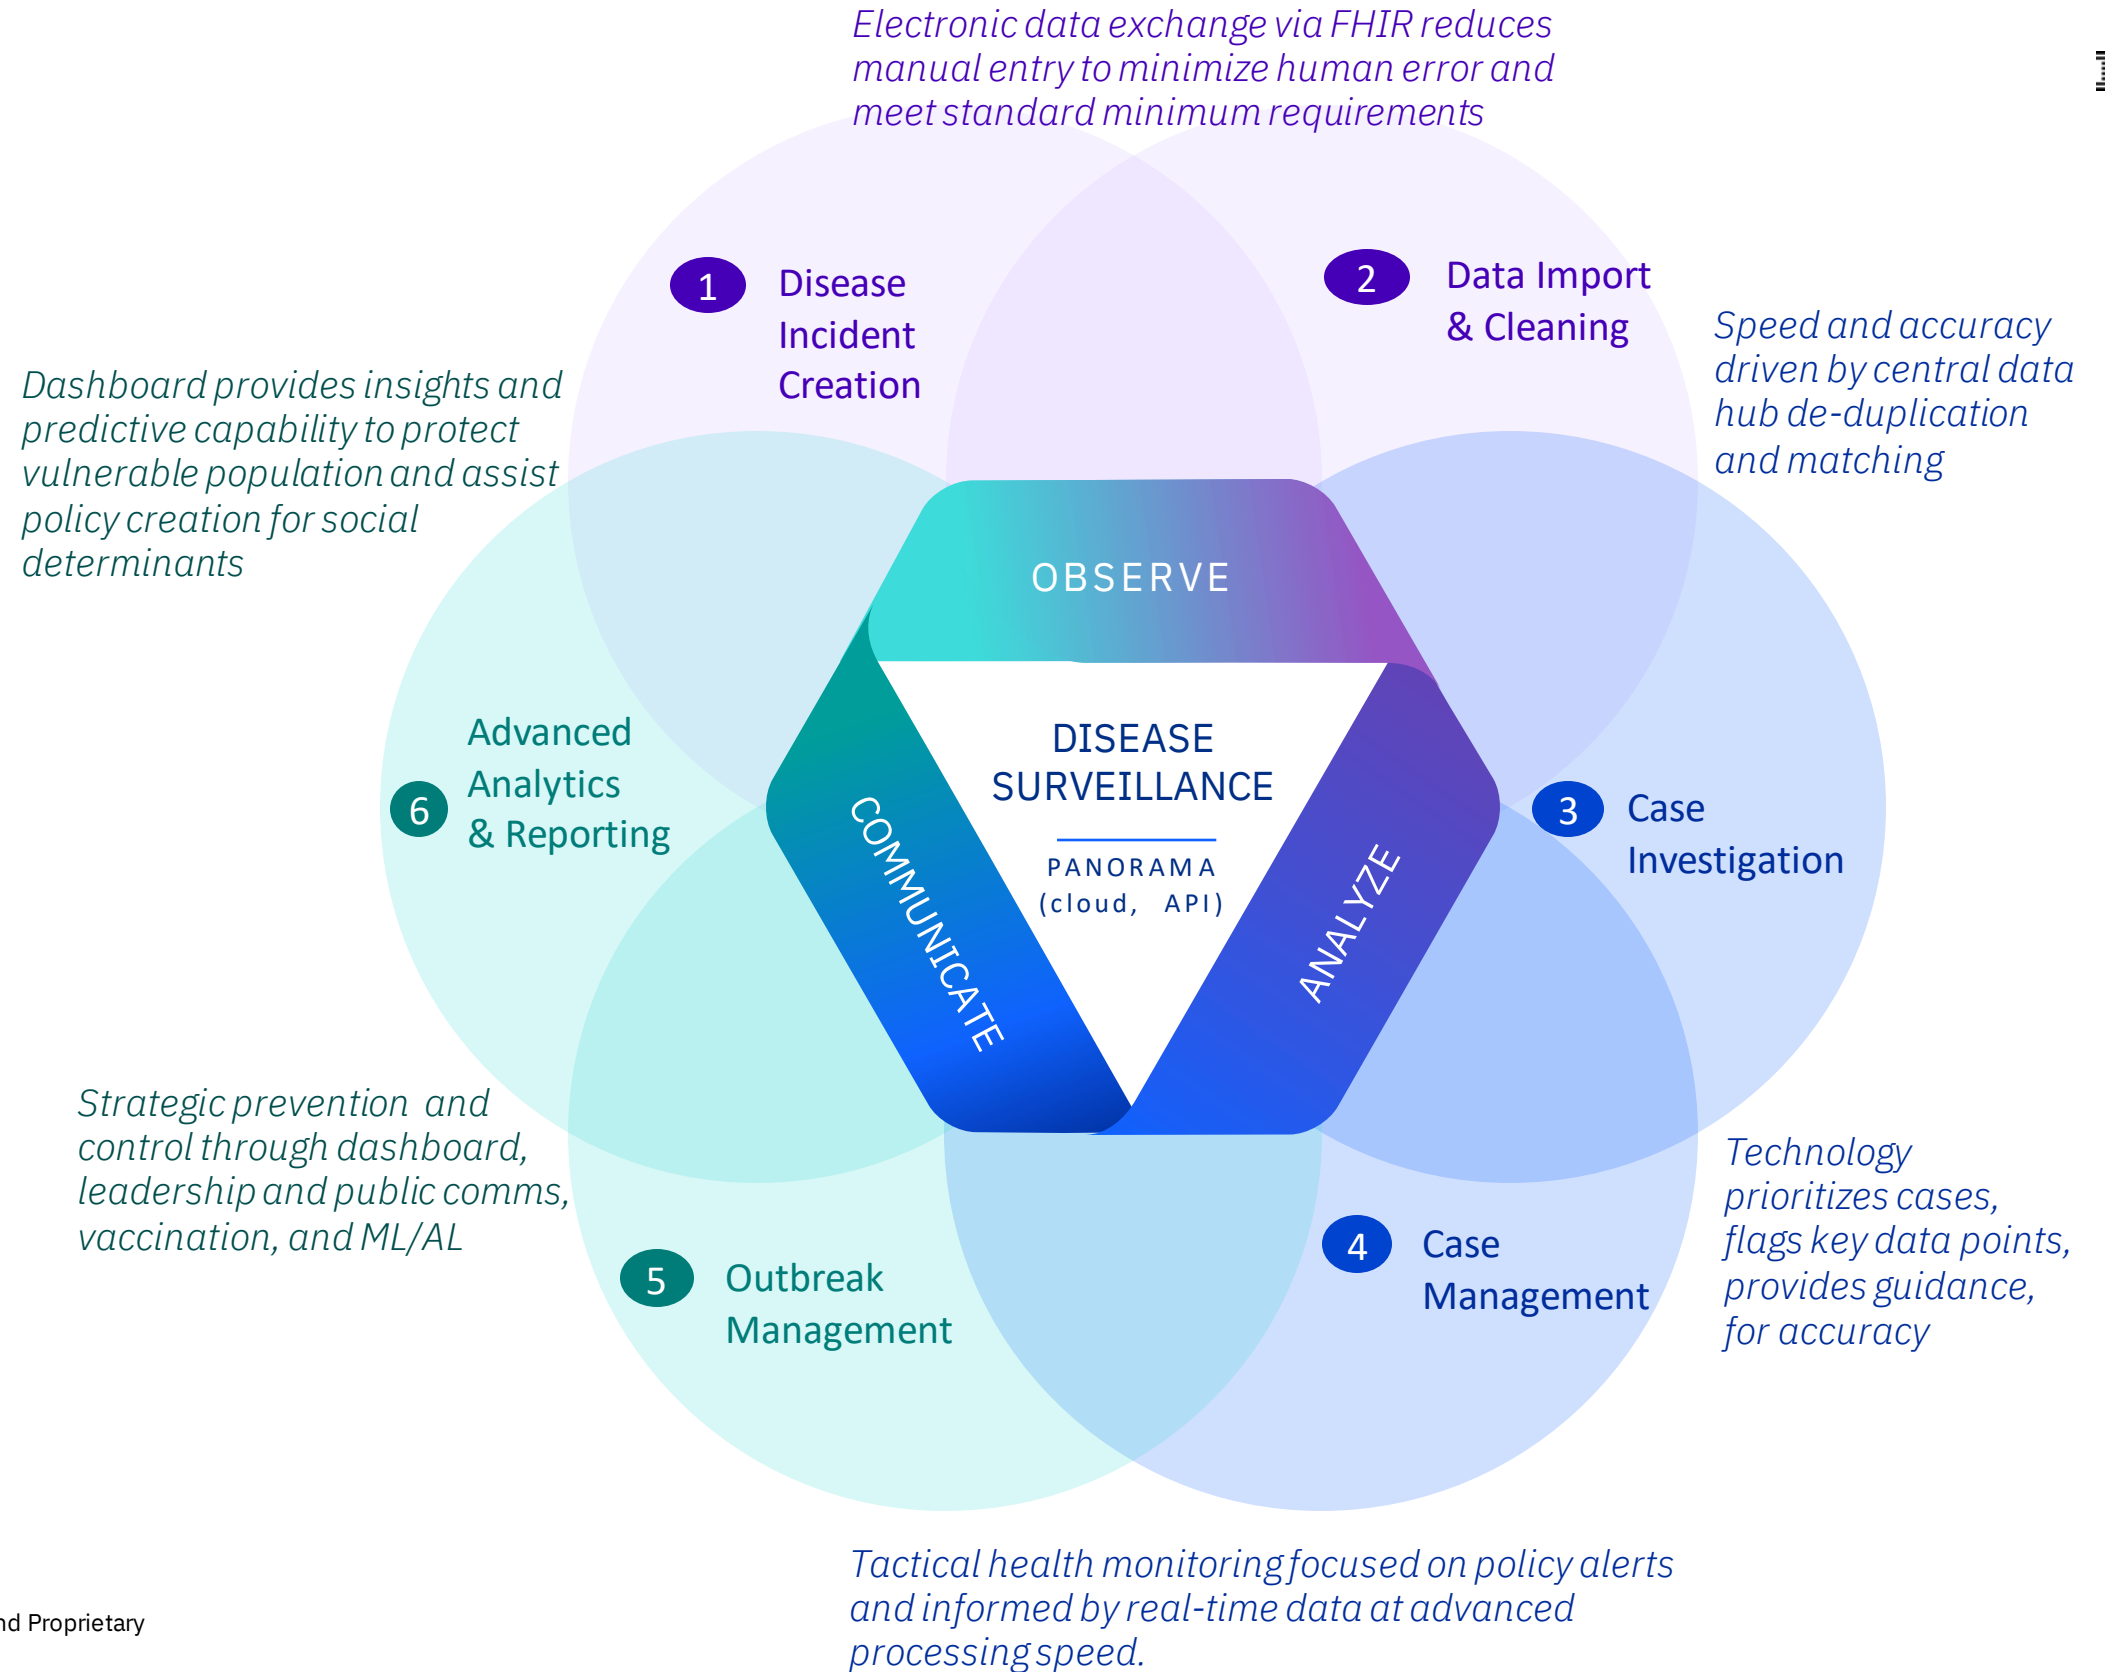 Electronic data exchange via FHIR reduces
manual entry to minimize human error and
meet standard minimum requirements
1
Disease
Incident
Creation
2
Data Import
& Cleaning
Speed and accuracy
driven by central data
hub de-duplication
and matching
Dashboard provides insights and
predictive capability to protect
vulnerable population and assist
policy creation for social
determinants
OBSERVE
DISEASE
SURVEILLANCE
PANORAMA
(cloud, API)
COMMUNICATE
ANALYZE
6
Advanced
Analytics
& Reporting
3
Case
Investigation
Strategic prevention and
control through dashboard,
leadership and public comms,
vaccination, and ML/AL
Technology
prioritizes cases,
flags key data points,
provides guidance,
for accuracy
5
Outbreak
Management
4
Case
Management
Tactical health monitoring focused on policy alerts
and informed by real-time data at advanced
processing speed.
nd Proprietary